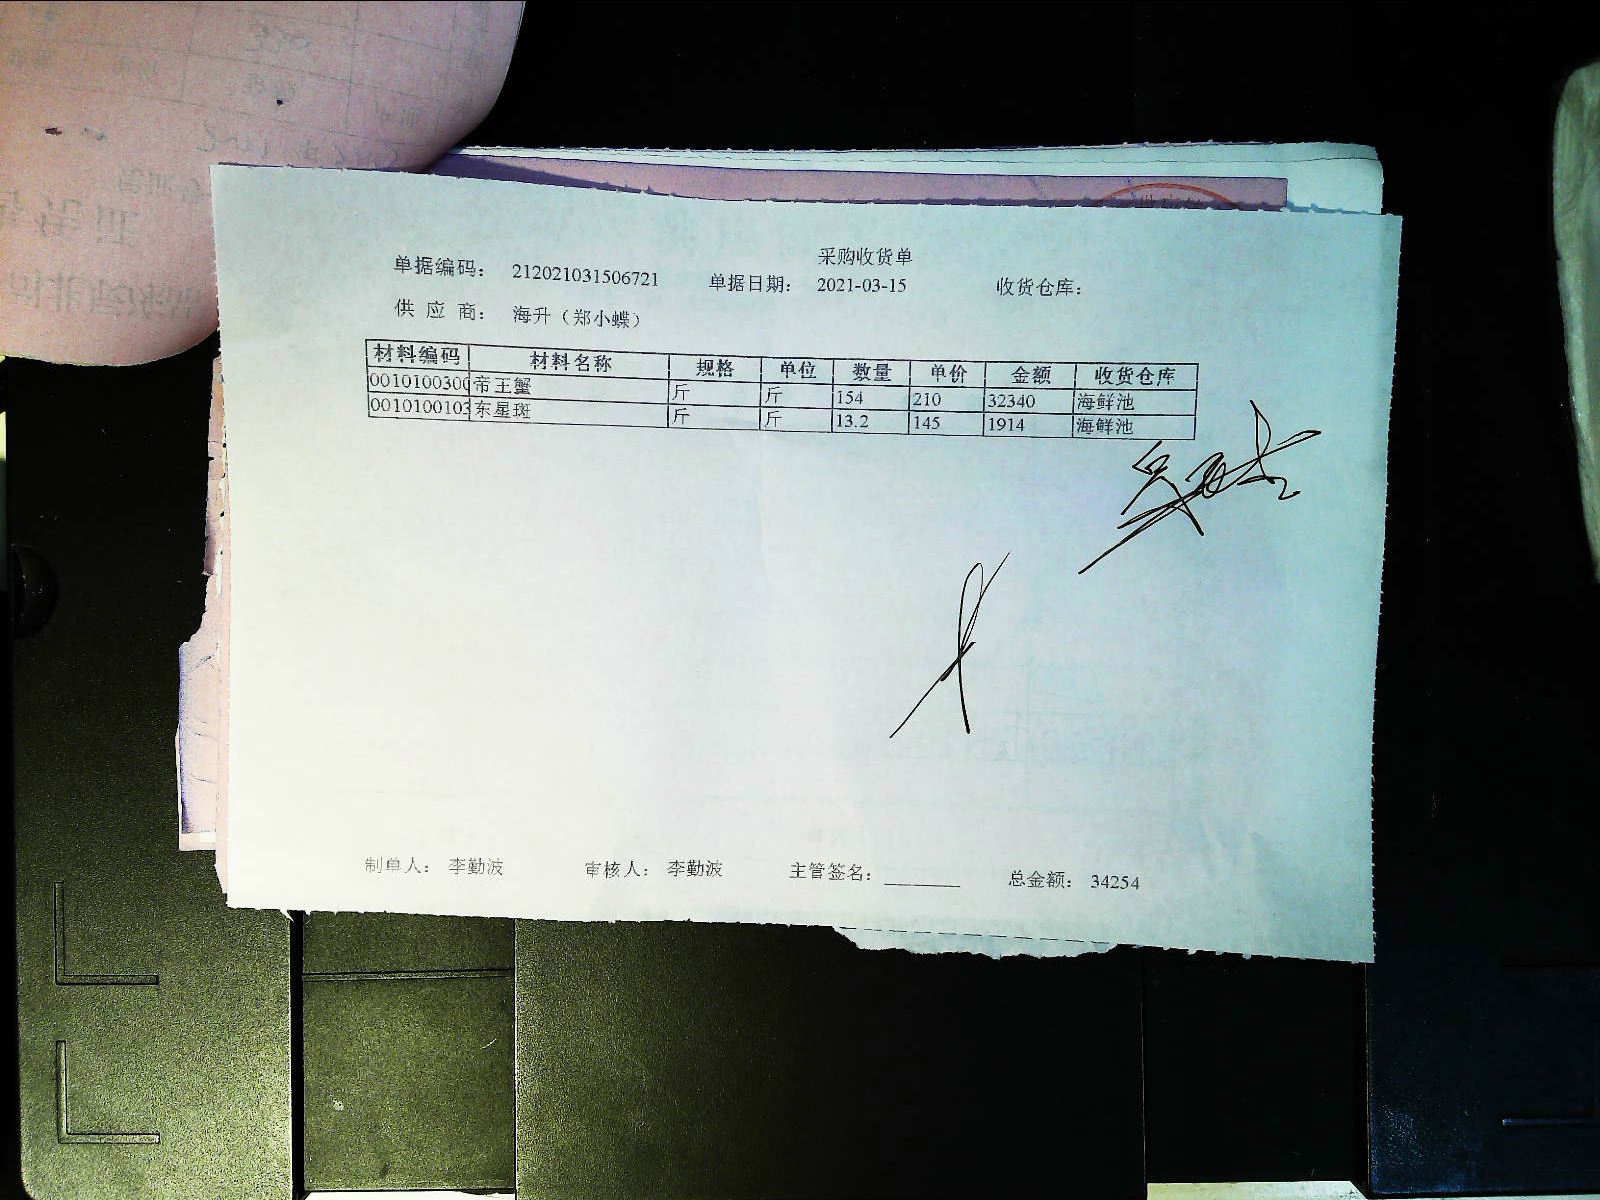 采购收货单
单据编码： 212021031506721 单据日期： 2021-03-15 收货仓库：
供 应 商： 海升（郑小蝶）
材料编码 材料名称 规格 单位 数量 单价 金额 收货仓库
0010100300 帝王蟹 斤 斤 154 210 32340 海鲜池
0010100103 东星斑 斤 斤 13.2 145 1914 海鲜池
制单人： 李勤波 审核人： 李勤波 主管签名： 总金额： 34254